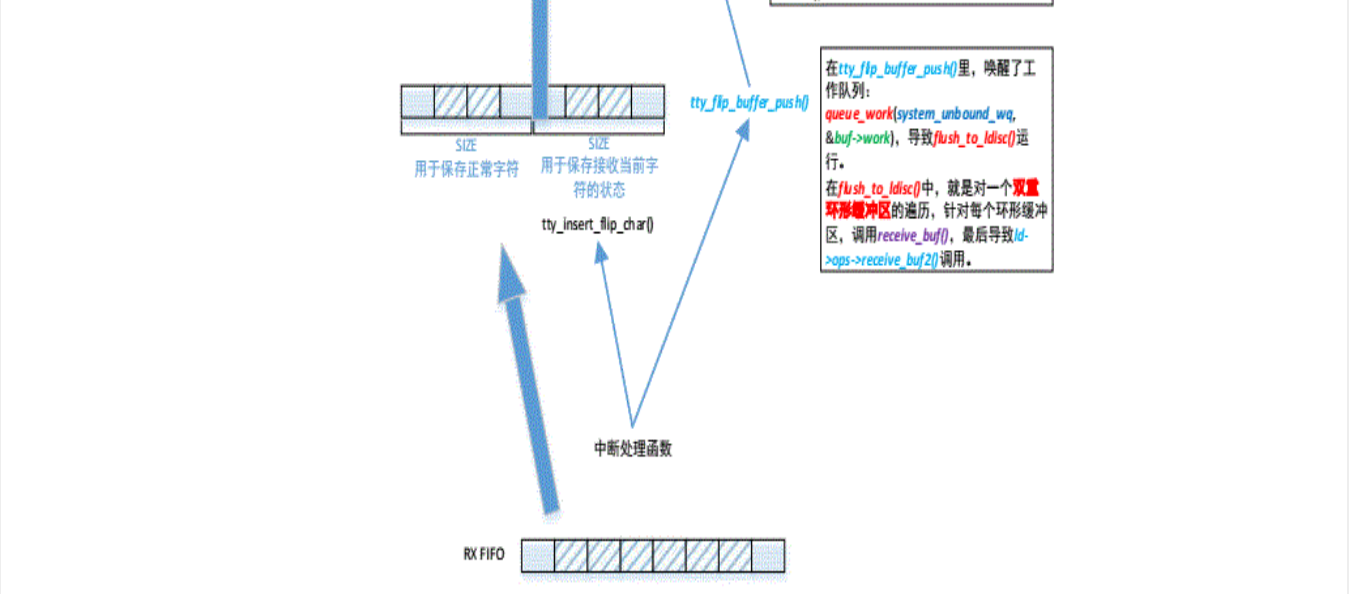 tty_flip_buffer_push()
SIZE
用于保存正常字符
SIZE
用于保存接收当前字
符的状态
tty_insert_flip_char()
在tty_flip_buffer_push()里，唤醒了工
作队列：
queue_work(system_unbound_wq,
&buf->work)，导致flush_to_ldisc()运
行。
在flush_to_ldisc()中，就是对一个双重
环形缓冲区的遍历，针对每个环形缓冲
区，调用receive_buf()，最后导致ld-
>ops->receive_buf2()调用。
中断处理函数
RX FIFO